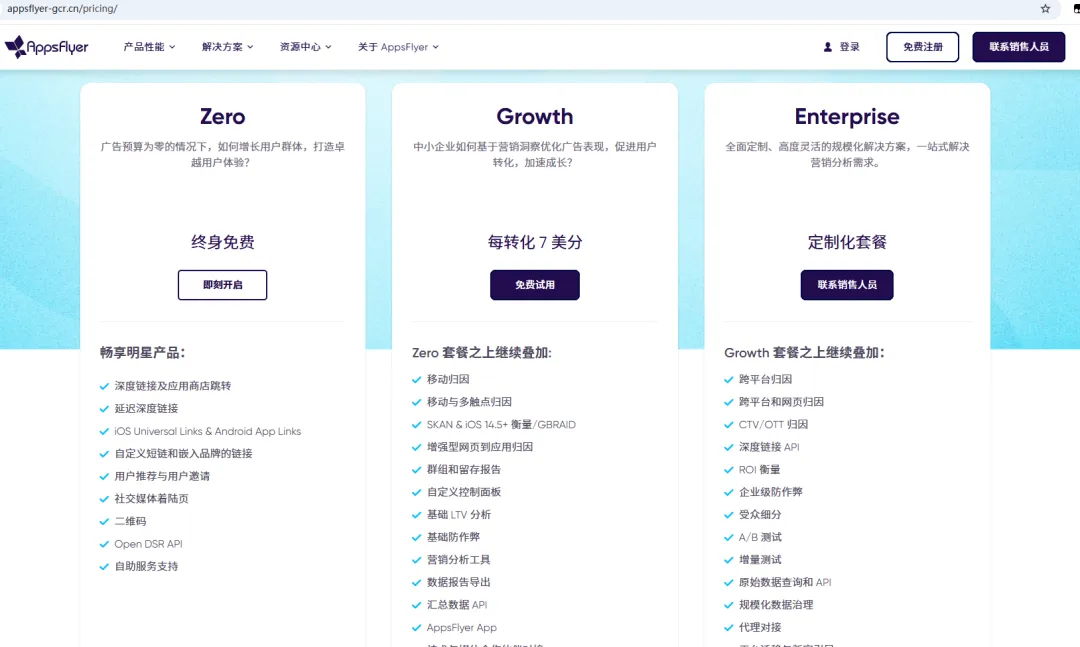 appsflyer-gcr.cn/pricing/
AppsFlyer
产品性能
解决方案
资源中心
关于 AppsFlyer
登录
免费注册
联系销售人员
Zero
广告预算为零的情况下，如何增长用户群体，打造卓
越用户体验？
终身免费
即刻开启
畅享明星产品：
深度链接及应用商店跳转
延迟深度链接
iOS Universal Links & Android App Links
自定义短链和嵌入品牌的链接
用户推荐与用户邀请
社交媒体着陆页
二维码
Open DSR API
自助服务支持
Growth
中小企业如何基于营销洞察优化广告表现，促进用户
转化，加速成长？
每转化 7 美分
免费试用
Zero 套餐之上继续叠加:
移动归因
移动与多触点归因
SKAN & iOS 14.5+ 衡量/GBRAID
增强型网页到应用归因
群组和留存报告
自定义控制面板
基础 LTV 分析
基础防作弊
营销分析工具
数据报告导出
汇总数据 API
AppsFlyer App
Enterprise
全面定制、高度灵活的规模化解决方案，一站式解决
营销分析需求。
定制化套餐
联系销售人员
Growth 套餐之上继续叠加：
跨平台归因
跨平台和网页归因
CTV/OTT 归因
深度链接 API
ROI 衡量
企业级防作弊
受众细分
A/B 测试
增量测试
原始数据查询和 API
规模化数据治理
代理对接